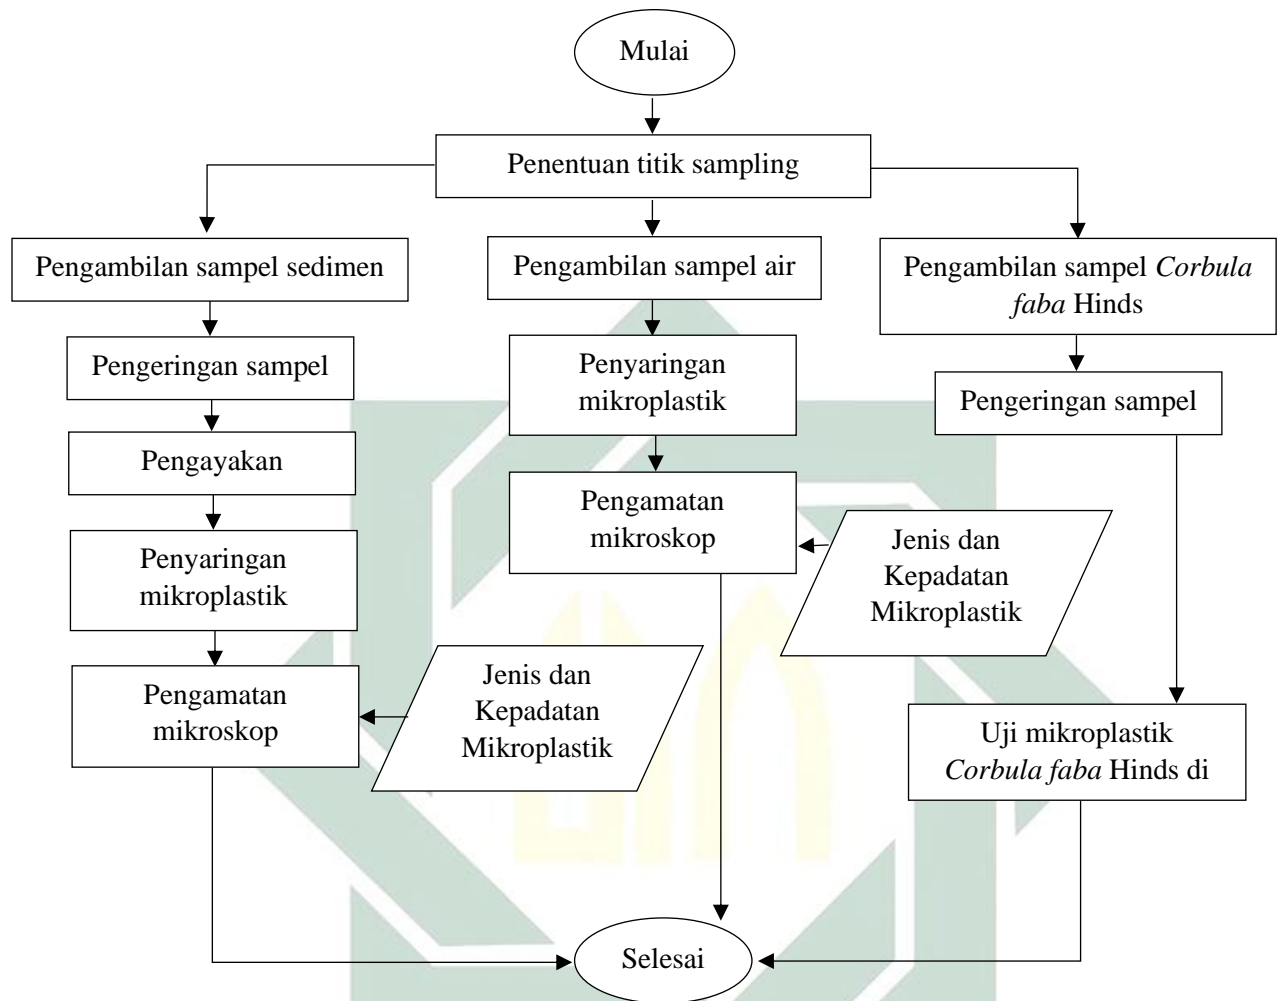 Mulai
Penentuan titik sampling
Pengambilan sampel sedimen
Pengeringan sampel
Pengayakan
Penyaringan
mikroplastik
Pengamatan
mikroskop
Jenis dan
Kepadatan
Mikroplastik
Pengambilan sampel air
Penyaringan
mikroplastik
Pengamatan
mikroskop
Jenis dan
Kepadatan
Mikroplastik
Pengambilan sampel Corbula
faba Hinds
Pengeringan sampel
Uji mikroplastik
Corbula faba Hinds di
Selesai